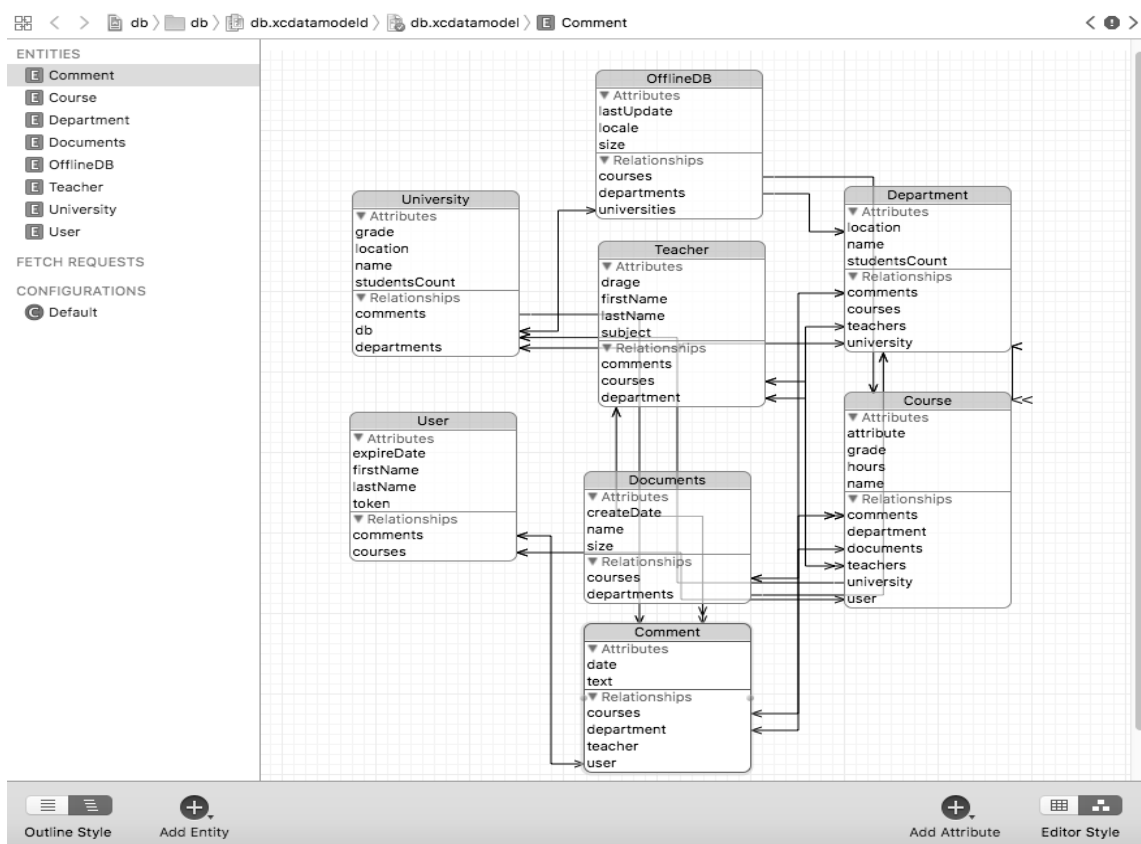 db db db.xcdatamodeld db.xcdatamodel E Comment
ENTITIES
E Comment
E Course
E Department
E Documents
E OfflineDB
E Teacher
E University
E User
FETCH REQUESTS
CONFIGURATIONS
C Default
OfflineDB
Attributes
lastUpdate
locale
size
Relationships
courses
departments
universities
University
Attributes
grade
location
name
studentsCount
Relationships
comments
db
departments
Teacher
Attributes
drage
firstName
lastName
subject
Relationships
comments
courses
department
Department
Attributes
location
name
studentsCount
Relationships
comments
courses
teachers
university
User
Attributes
expireDate
firstName
lastName
token
Relationships
comments
courses
Documents
Attributes
createDate
name
size
Relationships
courses
departments
Course
Attributes
attribute
grade
hours
name
Relationships
comments
department
documents
teachers
university
user
Comment
Attributes
date
text
Relationships
courses
department
teacher
user
Outline Style
Add Entity
Add Attribute
Editor Style